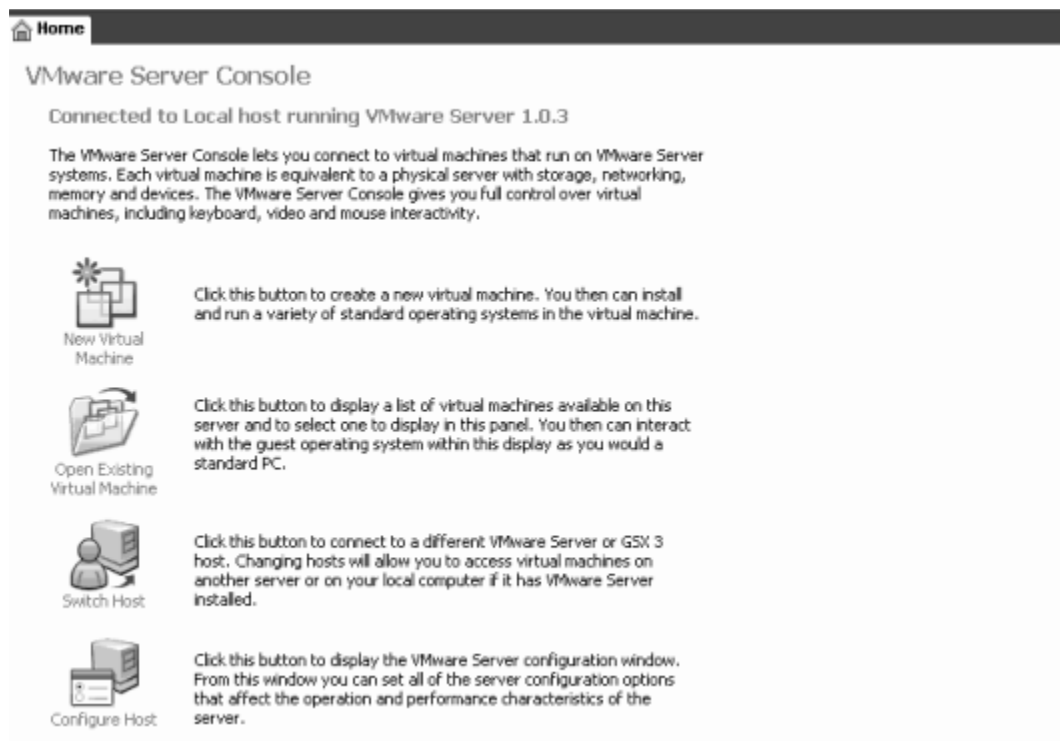 Home
VMware Server Console
Connected to Local host running VMware Server 1.0.3
The VMware Server Console lets you connect to virtual machines that run on VMware Server
systems. Each virtual machine is equivalent to a physical server with storage, networking,
memory and devices. The VMware Server Console gives you full control over virtual
machines, including keyboard, video and mouse interactivity.
New Virtual
Machine
Click this button to create a new virtual machine. You then can install
and run a variety of standard operating systems in the virtual machine.
Open Existing
Virtual Machine
Click this button to display a list of virtual machines available on this
server and to select one to display in this panel. You then can interact
with the guest operating system within this display as you would a
standard PC.
Switch Host
Click this button to connect to a different VMware Server or GSX 3
host. Changing hosts will allow you to access virtual machines on
another server or on your local computer if it has VMware Server
installed.
Configure Host
Click this button to display the VMware Server configuration window.
From this window you can set all of the server configuration options
that affect the operation and performance characteristics of the
server.